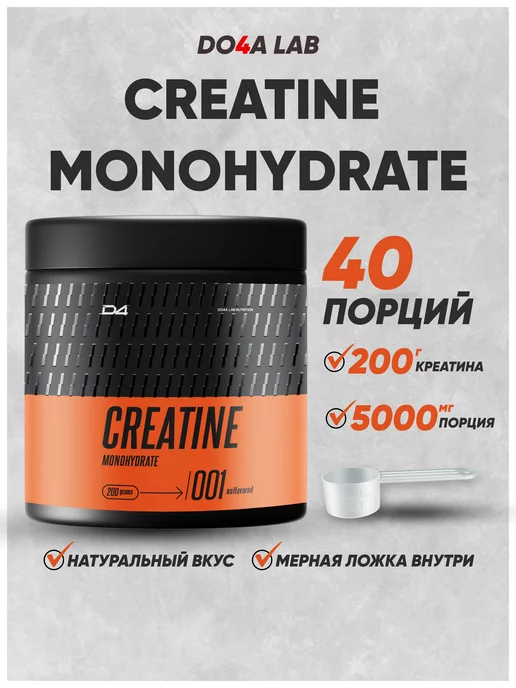 DO4A LAB
CREATINE
MONOHYDRATE
40
ПОРЦИЙ
200г КРЕАТИНА
5000мг ПОРЦИЯ
D4
DO4A LAB NUTRITION
CREATINE
MONOHYDRATE
200 grams
001 unflavored
НАТУРАЛЬНЫЙ ВКУС
МЕРНАЯ ЛОЖКА ВНУТРИ